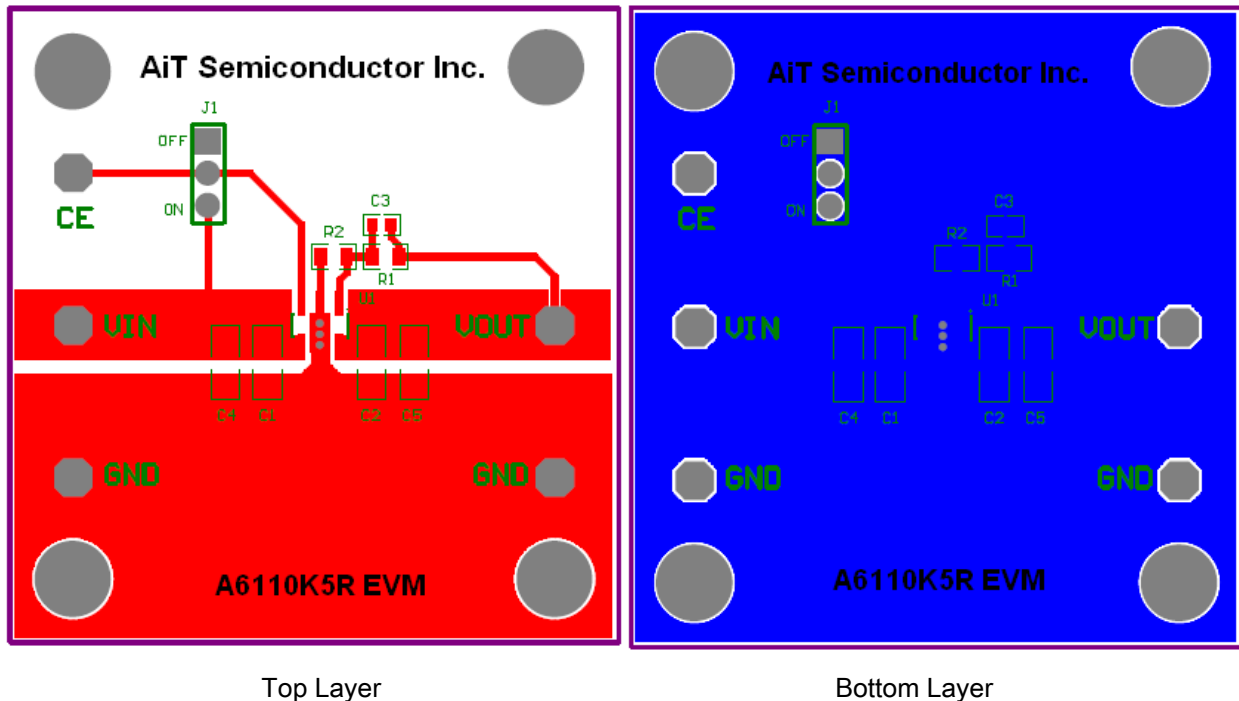 AiT Semiconductor Inc.
J1
OFF
ON
CE
C3
R2
R1
U1
VIN
VOUT
C4
C1
C2
C5
GND
GND
A6110K5R EVM
Top Layer
AiT Semiconductor Inc.
J1
OFF
ON
CE
C3
R2
R1
U1
VIN
VOUT
C4
C1
C2
C5
GND
GND
A6110K5R EVM
Bottom Layer